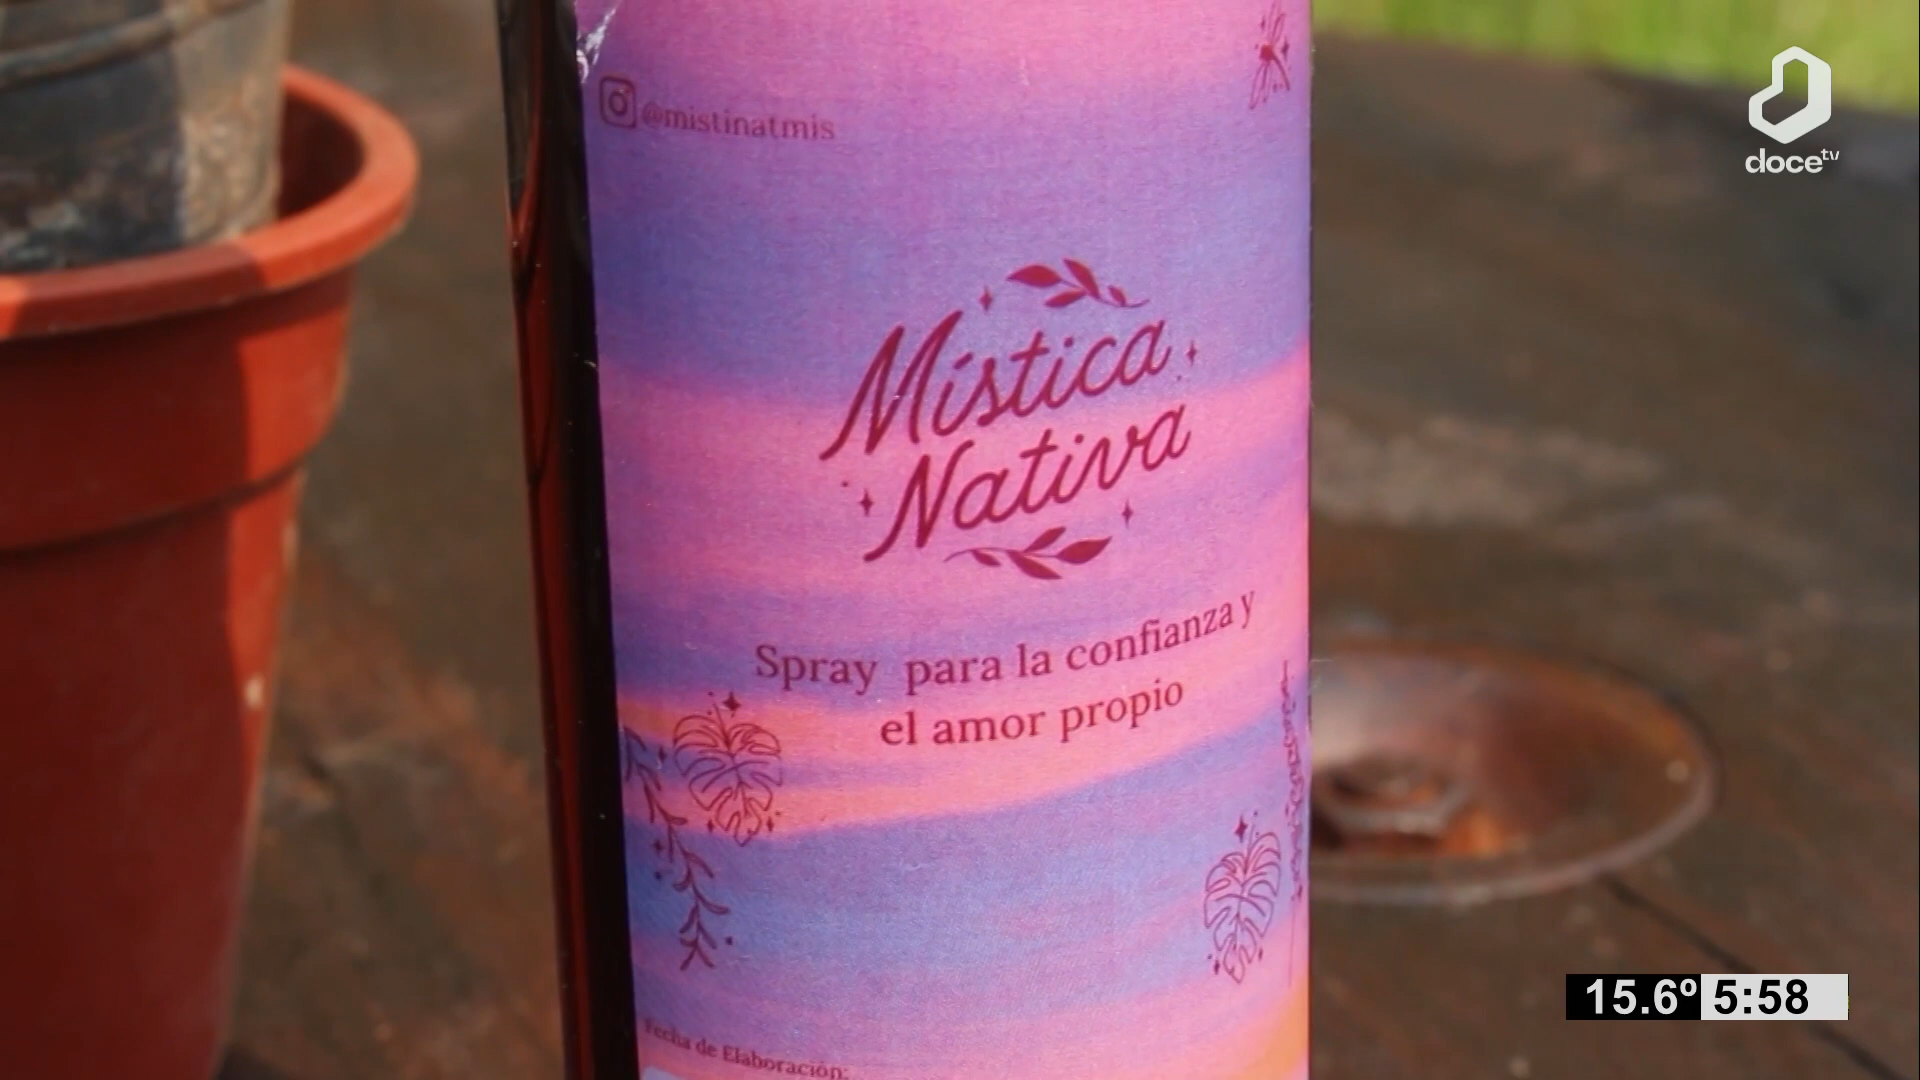 @mistinatmis
Mística
Nativa
Spray para la confianza y
el amor propio
Fecha de Elaboración:
doce tv
15.6º 5:58